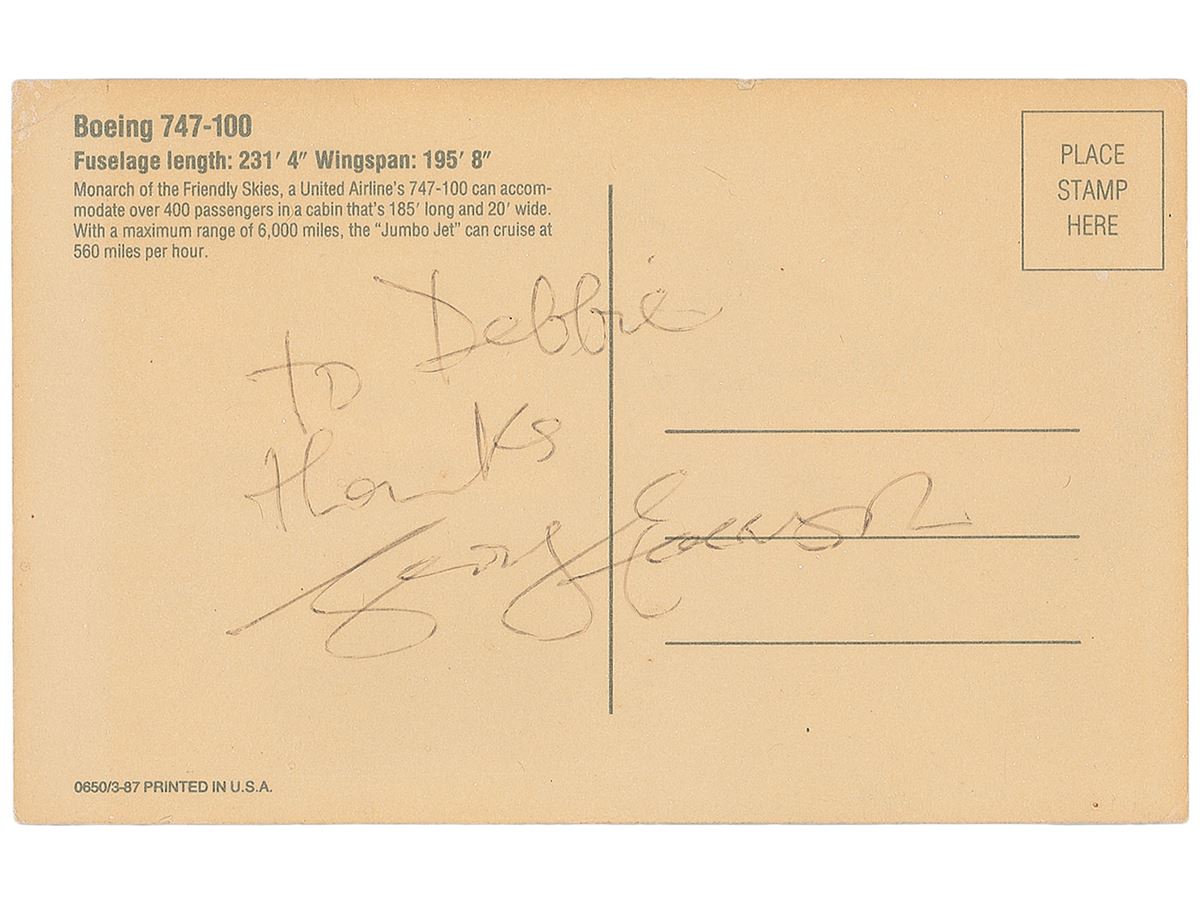 Boeing 747-100
Fuselage length: 231' 4" Wingspan: 195' 8"
Monarch of the Friendly Skies, a United Airline's 747-100 can accom-
modate over 400 passengers in a cabin that's 185' long and 20' wide.
With a maximum range of 6,000 miles, the "Jumbo Jet" can cruise at
560 miles per hour.
PLACE
STAMP
HERE
To Debbie
thanks
George
0650/3-87 PRINTED IN U.S.A.